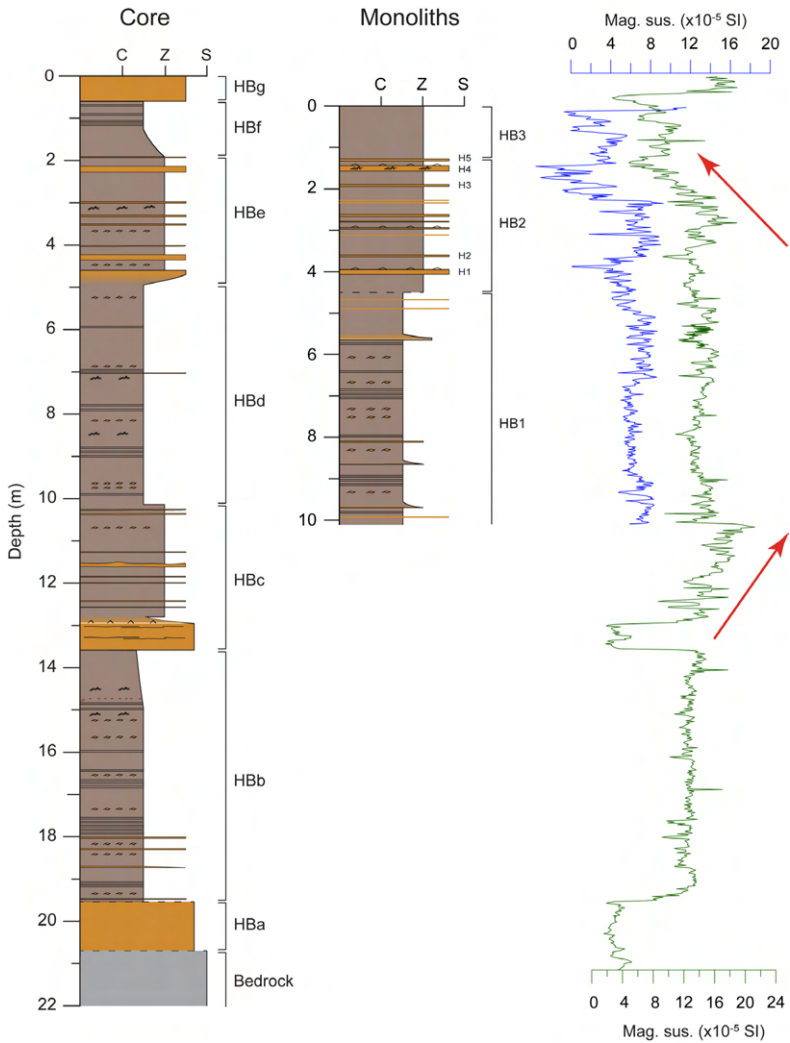 Core
Monoliths
Mag. sus. (x10-5 SI)
0 4 8 12 16 20
C Z S
C Z S
0
2
4
6
8
10
12
14
16
18
20
22
Depth (m)
HBg
HBf
HBe
HBd
HBc
HBb
HBa
Bedrock
0
2
4
6
8
10
H5
H4
H3
H2
H1
HB3
HB2
HB1
0 4 8 12 16 20 24
Mag. sus. (x10-5 SI)